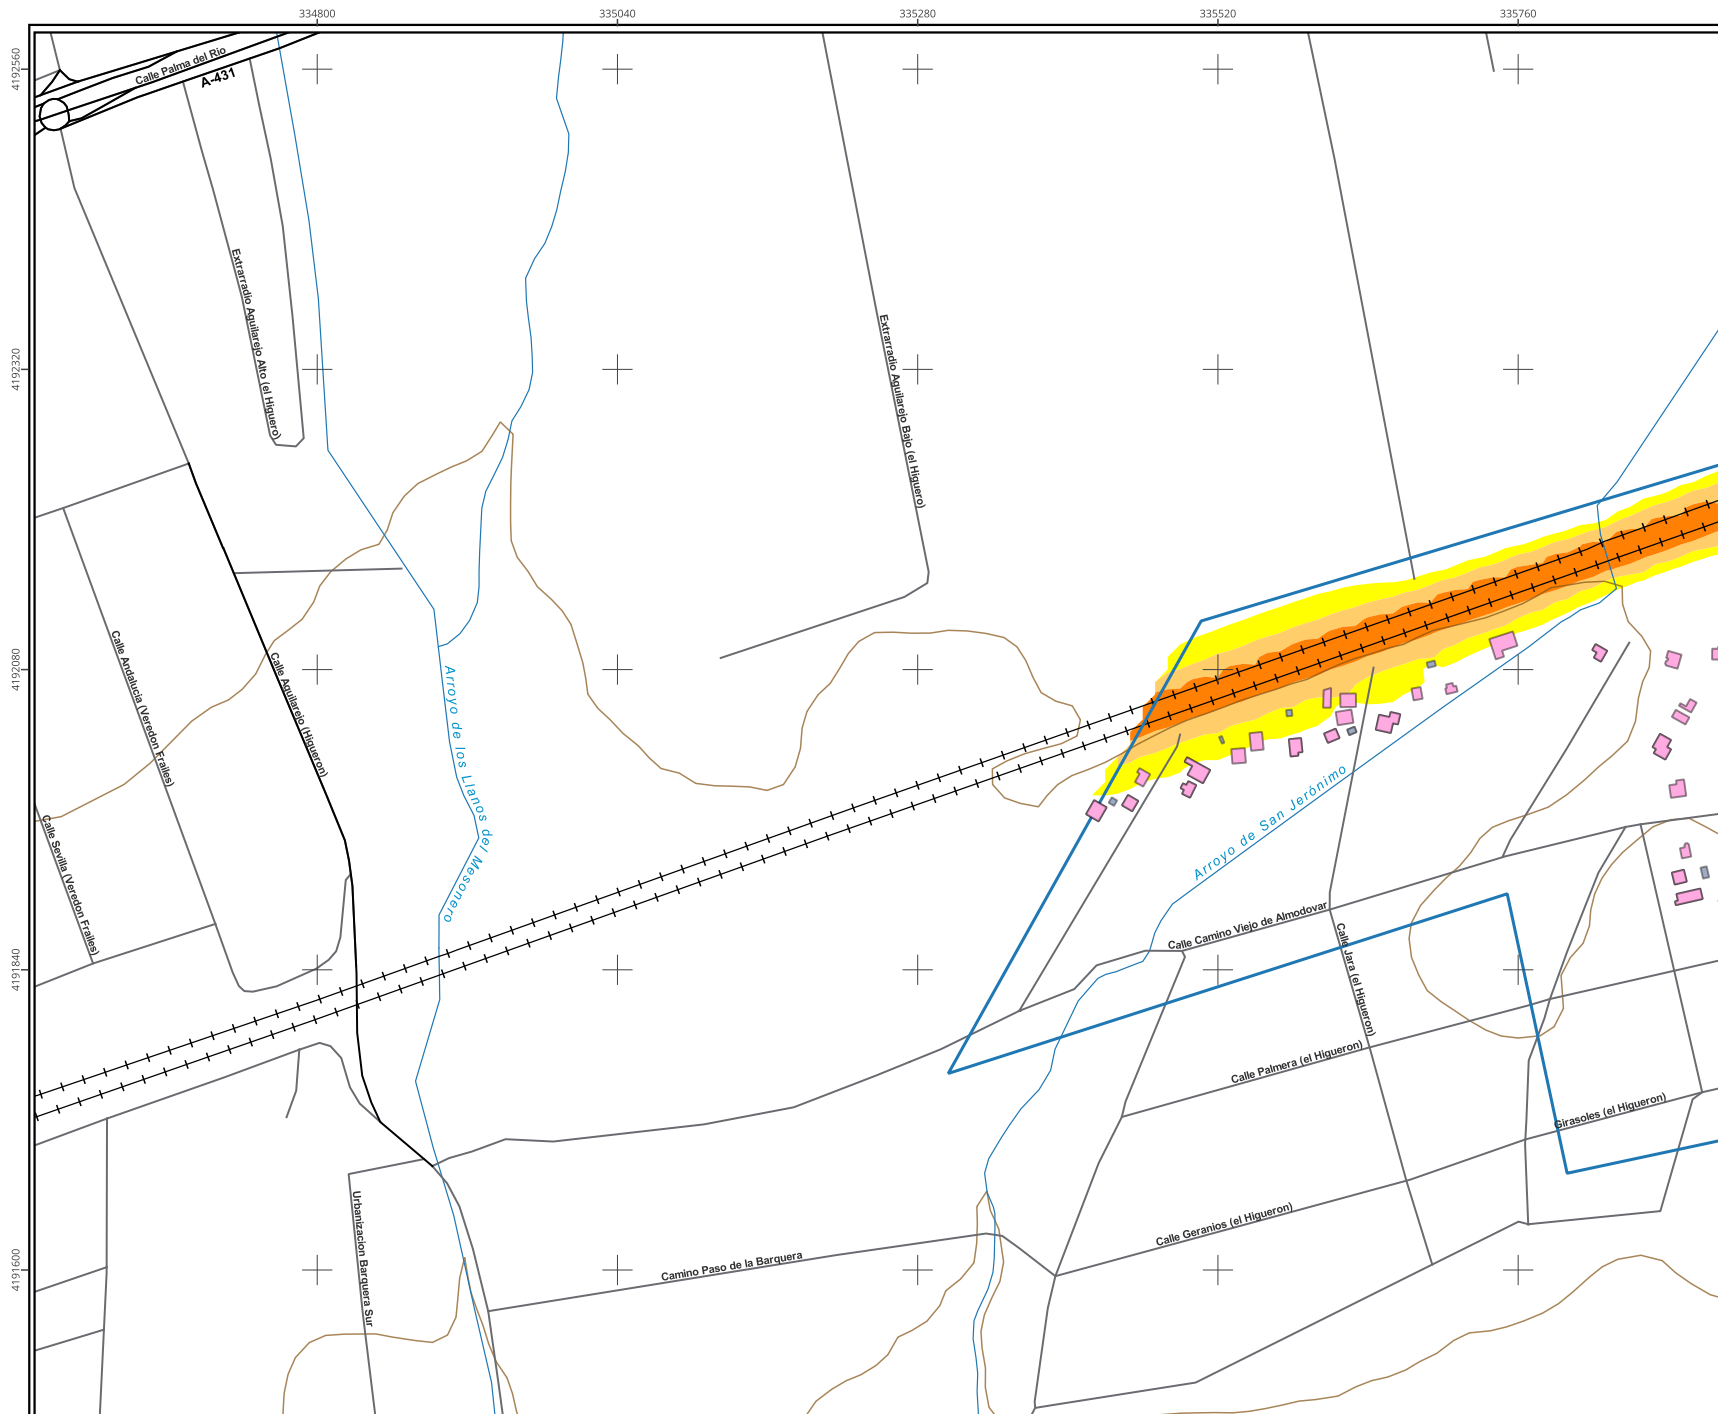 334800
335040
335280
335520
335760
4192560
4192320
4192080
4191840
4191600
Calle Palma del Rio
A-431
Extrarradio Aguilarejo Alto (el Higuero)
Extrarradio Aguilarejo Bajo (el Higuero)
Calle Andalucia (Veredon Frailes)
Calle Aguilarejo (Higueron)
Arroyo de los Llanos del Mesonero
Calle Sevilla (Veredon Frailes)
Arroyo de San Jerónimo
Calle Camino Viejo de Almodovar
Calle Jara (el Higueron)
Calle Palmera (el Higueron)
Girasoles (el Higueron)
Calle Geranios (el Higueron)
Camino Paso de la Barquera
Urbanizacion Barquera Sur